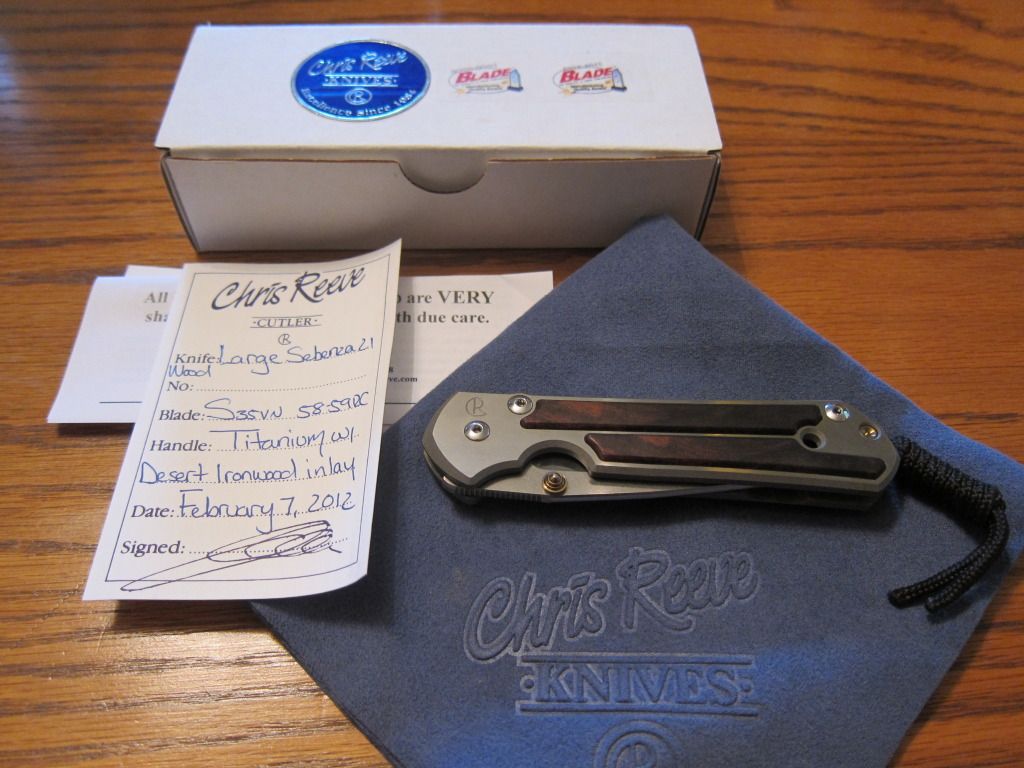 Chris Reeve
·KNIVES·
R
Excellence since 1984
BLADE
BLADE
All
are VERY
sha
th due care.
ve.com
Chris Reeve
·CUTLER·
R
Knife: Large Sebenza 21
Wood
No:
Blade: S35VN 58-59RC
Handle: Titanium w/
Desert Ironwood inlay
Date: February 7, 2012
Signed:
R
Chris Reeve
·KNIVES·
R